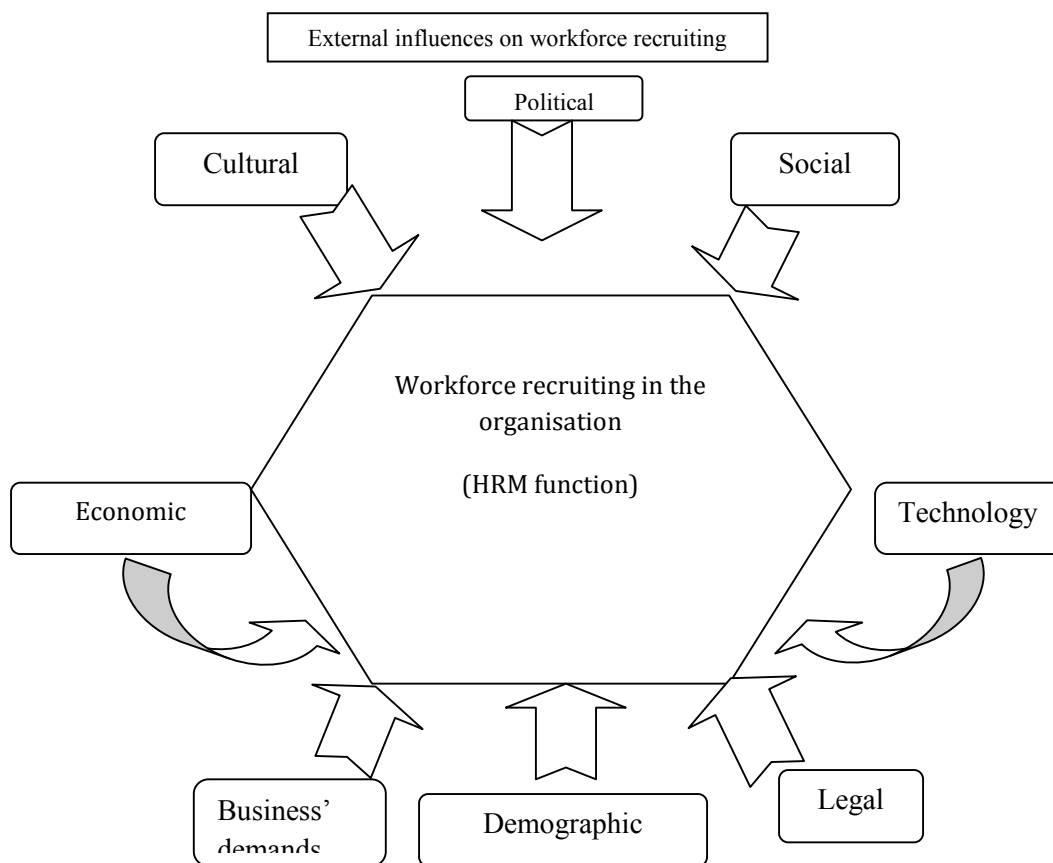 External influences on workforce recruiting
Political
Cultural
Social
Workforce recruiting in the
organisation
(HRM function)
Economic
Technology
Business’
demands
Demographic
Legal